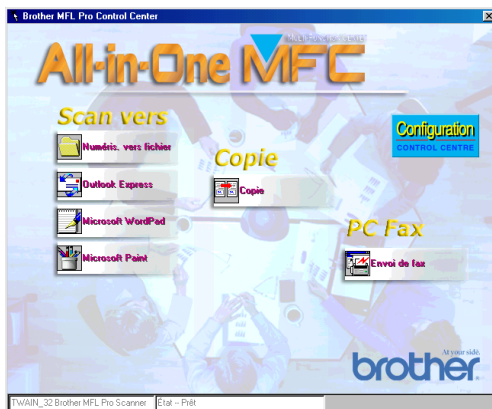 Brother MFL Pro Control Center
MULTI-FUNCTION CENTER
All-in-One MFC
Scan vers
Numéris. vers fichier
Outlook Express
Microsoft WordPad
Microsoft Paint
Copie
Copie
Configuration
CONTROL CENTRE
PC Fax
Envoi de fax
At your side.
brother
TWAIN_32 Brother MFL Pro Scanner
État -- Prêt